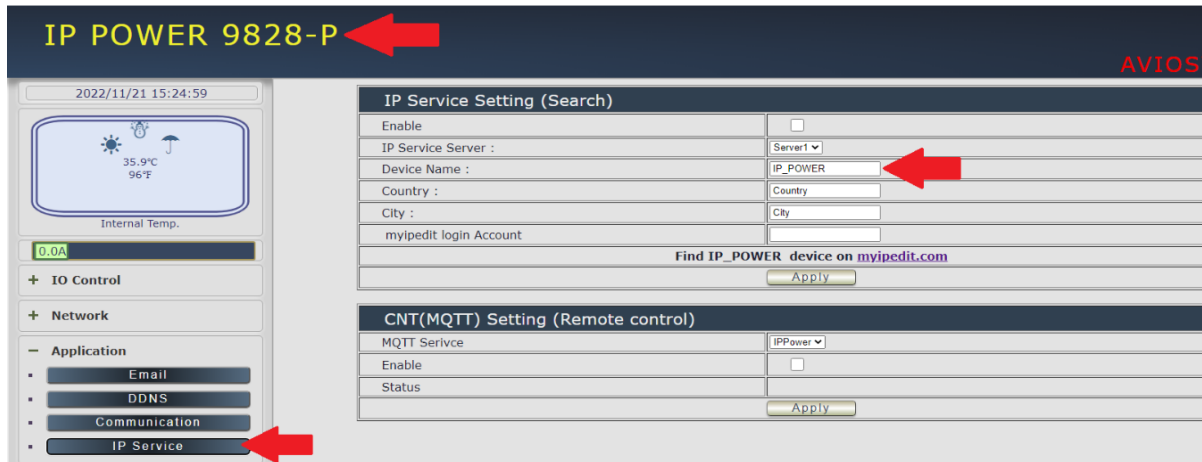 IP POWER 9828-P
AVIOS
2022/11/21 15:24:59
35.9°C
96°F
Internal Temp.
0.0A
+ IO Control
+ Network
− Application
Email
DDNS
Communication
IP Service
IP Service Setting (Search)
Enable
IP Service Server : Server1
Device Name : IP_POWER
Country : Country
City : City
myipedit login Account
Find IP_POWER device on myipedit.com
Apply
CNT(MQTT) Setting (Remote control)
MQTT Serivce IPPower
Enable
Status
Apply